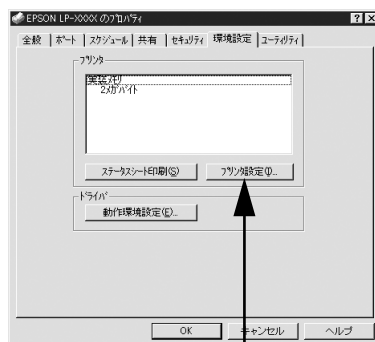 EPSON LP-XXXX のプロパティ
全般 ポート スケジュール 共有 セキュリティ 環境設定 ユーティリティ
プリンタ
実装メモリ
2メガバイト
ステータスシート印刷(S) プリンタ設定(I)...
ドライバ
動作環境設定(E)...
OK キャンセル ヘルプ